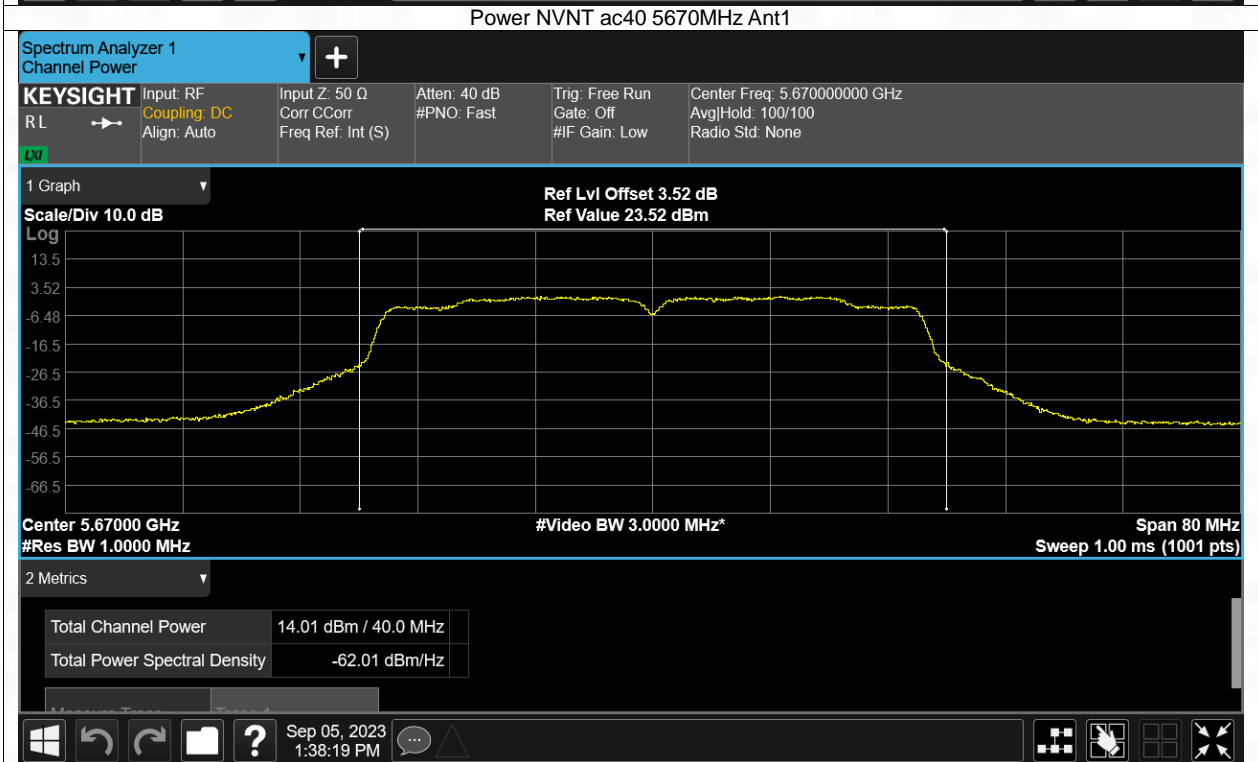 Power NVNT ac40 5670MHz Ant1
Spectrum Analyzer 1
Channel Power
KEYSIGHT
R L
LXI
Input: RF
Coupling: DC
Align: Auto
Input Z: 50 Ω
Corr CCorr
Freq Ref: Int (S)
Atten: 40 dB
#PNO: Fast
Trig: Free Run
Gate: Off
#IF Gain: Low
Center Freq: 5.670000000 GHz
Avg|Hold: 100/100
Radio Std: None
1 Graph
Scale/Div 10.0 dB
Ref Lvl Offset 3.52 dB
Ref Value 23.52 dBm
Log
13.5
3.52
-6.48
-16.5
-26.5
-36.5
-46.5
-56.5
-66.5
Center 5.67000 GHz
#Video BW 3.0000 MHz*
Span 80 MHz
#Res BW 1.0000 MHz
Sweep 1.00 ms (1001 pts)
2 Metrics
Total Channel Power 14.01 dBm / 40.0 MHz
Total Power Spectral Density -62.01 dBm/Hz
?
Sep 05, 2023
1:38:19 PM